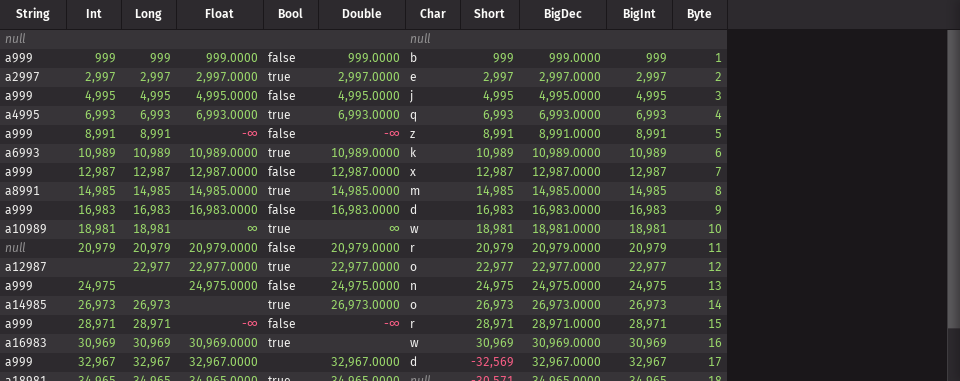 String Int Long Float Bool Double Char Short BigDec BigInt Byte
null null
a999 999 999 999.0000 false 999.0000 b 999 999.0000 999 1
a2997 2,997 2,997 2,997.0000 true 2,997.0000 e 2,997 2,997.0000 2,997 2
a999 4,995 4,995 4,995.0000 false 4,995.0000 j 4,995 4,995.0000 4,995 3
a4995 6,993 6,993 6,993.0000 true 6,993.0000 q 6,993 6,993.0000 6,993 4
a999 8,991 8,991 -∞ false -∞ z 8,991 8,991.0000 8,991 5
a6993 10,989 10,989 10,989.0000 true 10,989.0000 k 10,989 10,989.0000 10,989 6
a999 12,987 12,987 12,987.0000 false 12,987.0000 x 12,987 12,987.0000 12,987 7
a8991 14,985 14,985 14,985.0000 true 14,985.0000 m 14,985 14,985.0000 14,985 8
a999 16,983 16,983 16,983.0000 false 16,983.0000 d 16,983 16,983.0000 16,983 9
a10989 18,981 18,981 ∞ true ∞ w 18,981 18,981.0000 18,981 10
null 20,979 20,979 20,979.0000 false 20,979.0000 r 20,979 20,979.0000 20,979 11
a12987 22,977 22,977.0000 true 22,977.0000 o 22,977 22,977.0000 22,977 12
a999 24,975 24,975.0000 false 24,975.0000 n 24,975 24,975.0000 24,975 13
a14985 26,973 26,973 true 26,973.0000 o 26,973 26,973.0000 26,973 14
a999 28,971 28,971 -∞ false -∞ r 28,971 28,971.0000 28,971 15
a16983 30,969 30,969 30,969.0000 true w 30,969 30,969.0000 30,969 16
a999 32,967 32,967 32,967.0000 32,967.0000 d -32,569 32,967.0000 32,967 17
a18981 34,965 34,965 34,965.0000 true 34,965.0000 null -30,571 34,965.0000 34,965 18